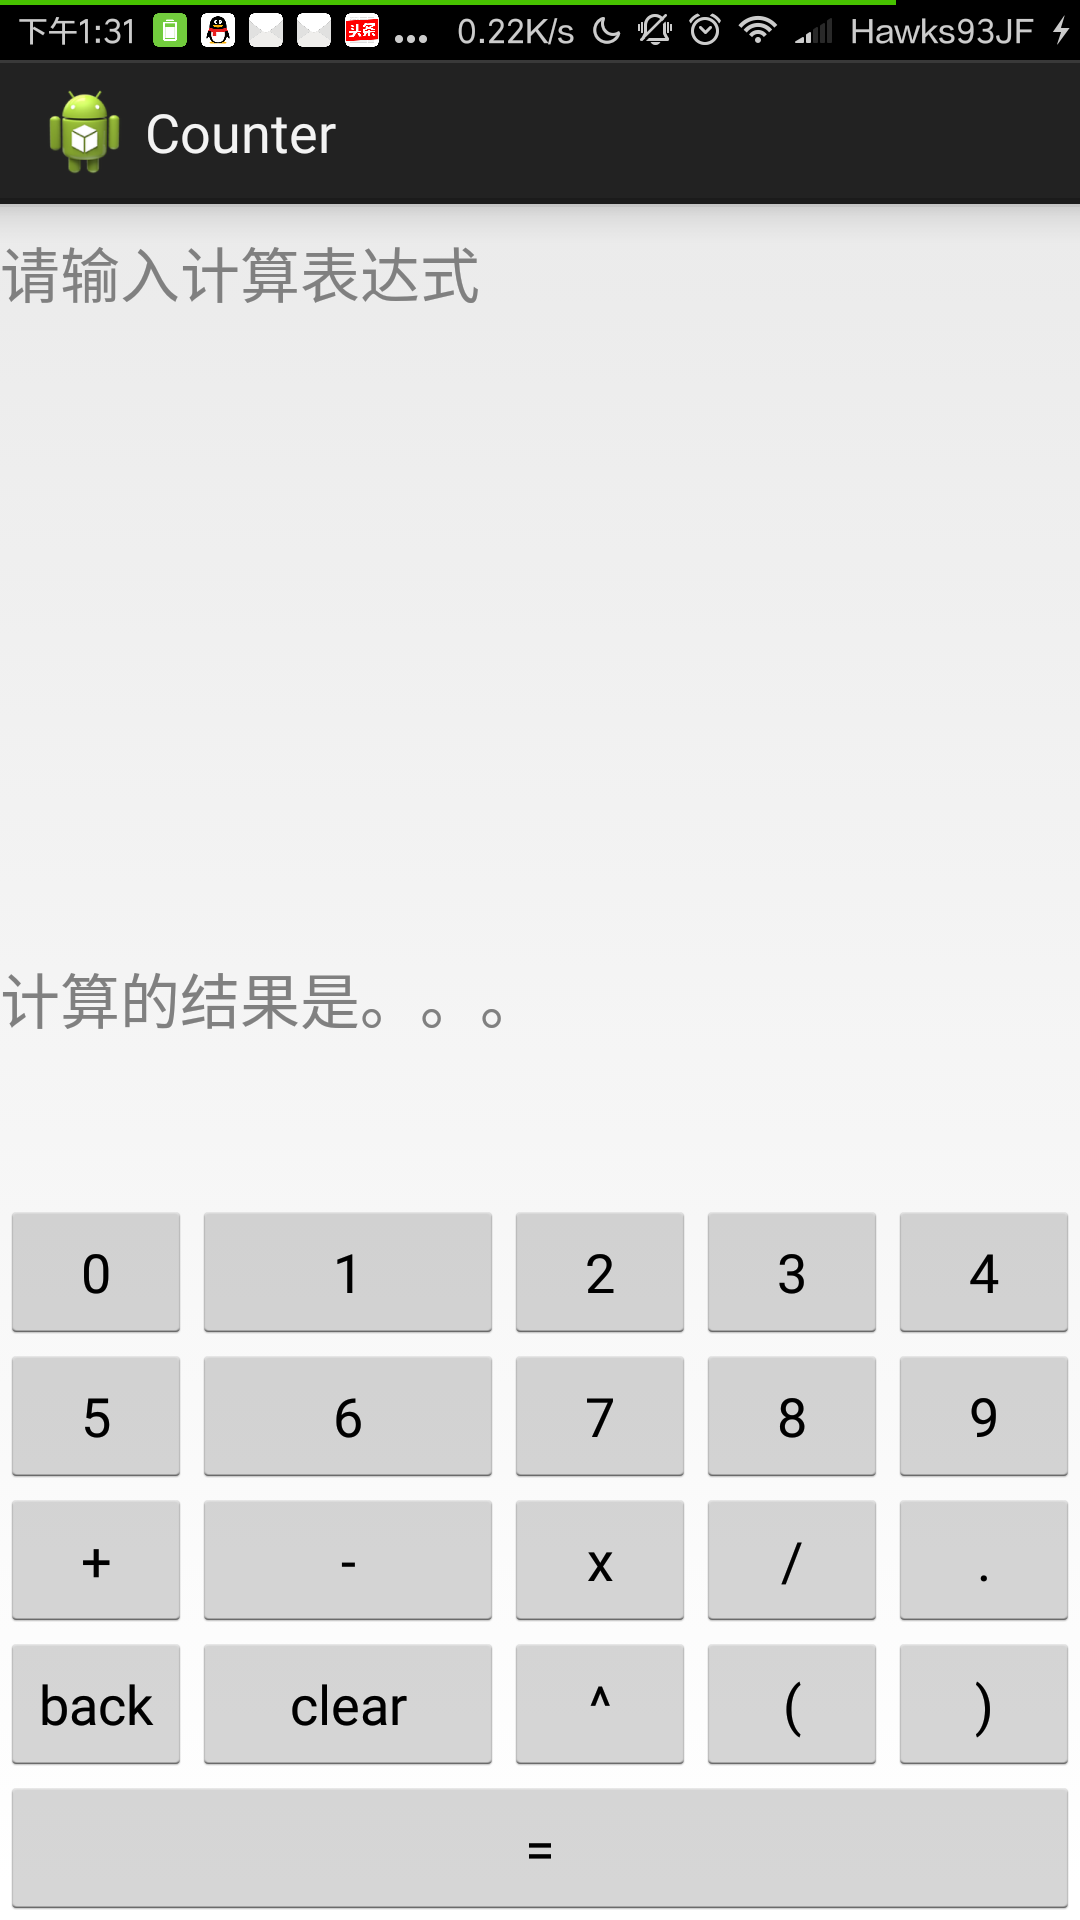 下午1:31 头条 ... 0.22K/s Hawks93JF
Counter
请输入计算表达式
计算的结果是。。。
0 1 2 3 4
5 6 7 8 9
+ - x / .
back clear ^ ( )
=